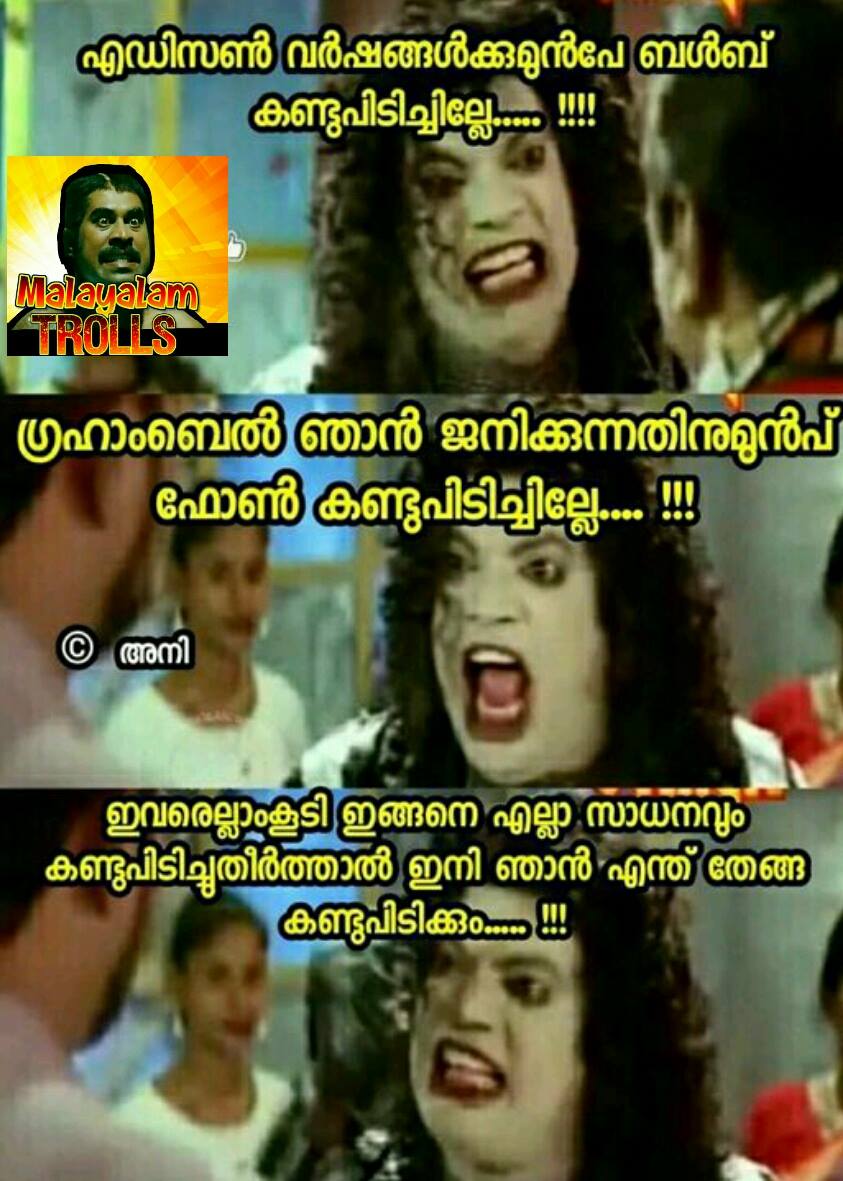 എഡിസൺ വർഷങ്ങൾക്കുമുൻപേ ബൾബ്
കണ്ടുപിടിച്ചില്ലേ..... !!!!
Malayalam
TROLLS
ഗ്രഹാംബെൽ ഞാൻ ജനിക്കുന്നതിനുമുൻപ്
ഫോൺ കണ്ടുപിടിച്ചില്ലേ.... !!!
© അനി
ഇവരെല്ലാംകൂടി ഇങ്ങനെ എല്ലാ സാധനവും
കണ്ടുപിടിച്ചുതീർത്താൽ ഇനി ഞാൻ എന്ത് തേങ്ങ
കണ്ടുപിടിക്കും..... !!!